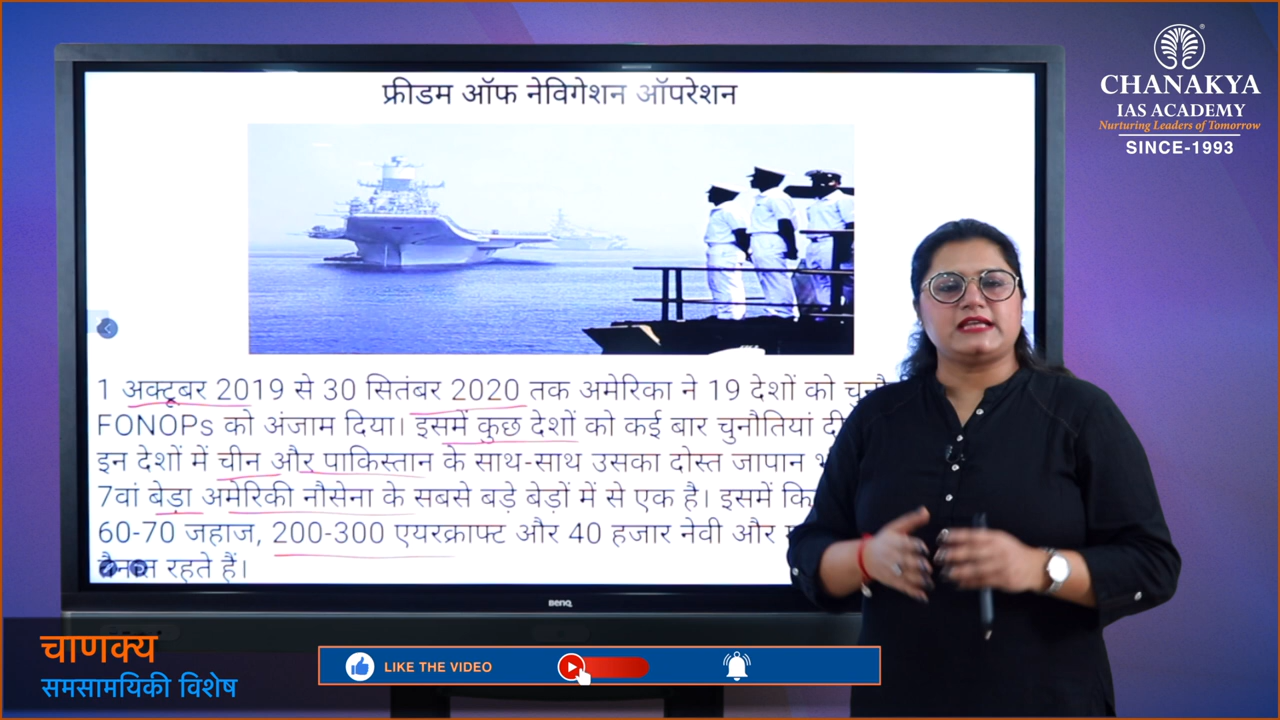 फ्रीडम ऑफ नेविगेशन ऑपरेशन
1 अक्टूबर 2019 से 30 सितंबर 2020 तक अमेरिका ने 19 देशों को
FONOPs को अंजाम दिया। इसमें कुछ देशों को कई बार चुनौतियां
इन देशों में चीन और पाकिस्तान के साथ-साथ उसका दोस्त जापान
7वां बेड़ा अमेरिकी नौसेना के सबसे बड़े बेड़ों में से एक है। इसमें
60-70 जहाज, 200-300 एयरक्राफ्ट और 40 हजार नेवी और
रहते हैं।
BenQ
CHANAKYA
IAS ACADEMY
Nurturing Leaders of Tomorrow
SINCE-1993
चाणक्य
समसामयिकी विशेष
LIKE THE VIDEO